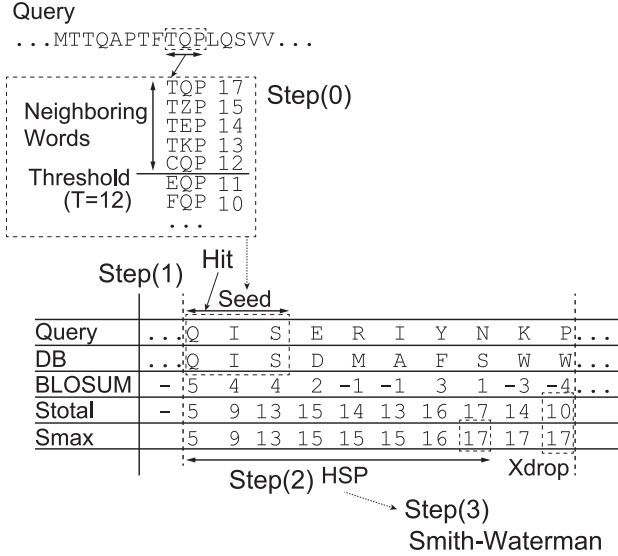 Query
...MTTQAPTFTQPLQSVV...
TQP 17
Step(0)
TZP 15
Neighboring
Words
TEP 14
TKP 13
CQP 12
Threshold
(T=12)
EQP 11
FQP 10
...
Step(1)
Hit
Seed
Query ...Q I S E R I Y N K P...
DB ...Q I S D M A F S W W...
BLOSUM - 5 4 4 2 -1 -1 3 1 -3 -4...
Stotal - 5 9 13 15 14 13 16 17 14 10
Smax 5 9 13 15 15 15 16 17 17 17
Step(2) HSP
Xdrop
Step(3)
Smith-Waterman